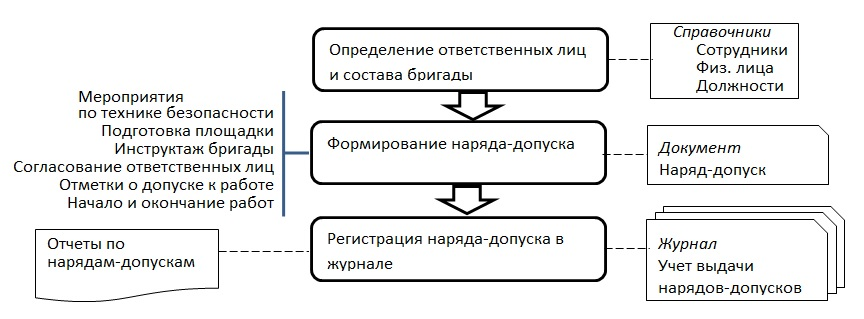 Определение ответственных лиц
и состава бригады
Справочники
Сотрудники
Физ. лица
Должности
Мероприятия
по технике безопасности
Подготовка площадки
Инструктаж бригады
Согласование ответственных лиц
Отметки о допуске к работе
Начало и окончание работ
Формирование наряда-допуска
Документ
Наряд-допуск
Отчеты по
нарядам-допускам
Регистрация наряда-допуска в
журнале
Журнал
Учет выдачи
нарядов-допусков